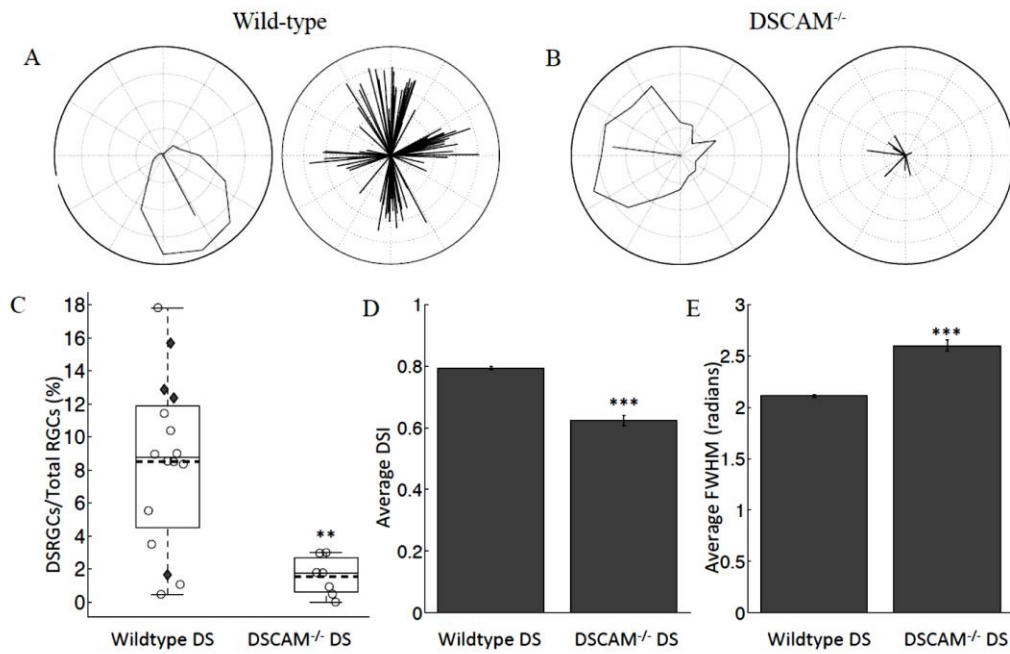 Wild-type
DSCAM-/-
A
B
C
DSRGCs/Total RGCs (%)
18
16
14
12
10
8
6
4
2
0
**
Wildtype DS
DSCAM-/- DS
D
Average DSI
1
0.8
0.6
0.4
0.2
0
***
Wildtype DS
DSCAM-/- DS
E
Average FWHM (radians)
3
2.5
2
1.5
1
0.5
0
***
Wildtype DS
DSCAM-/- DS